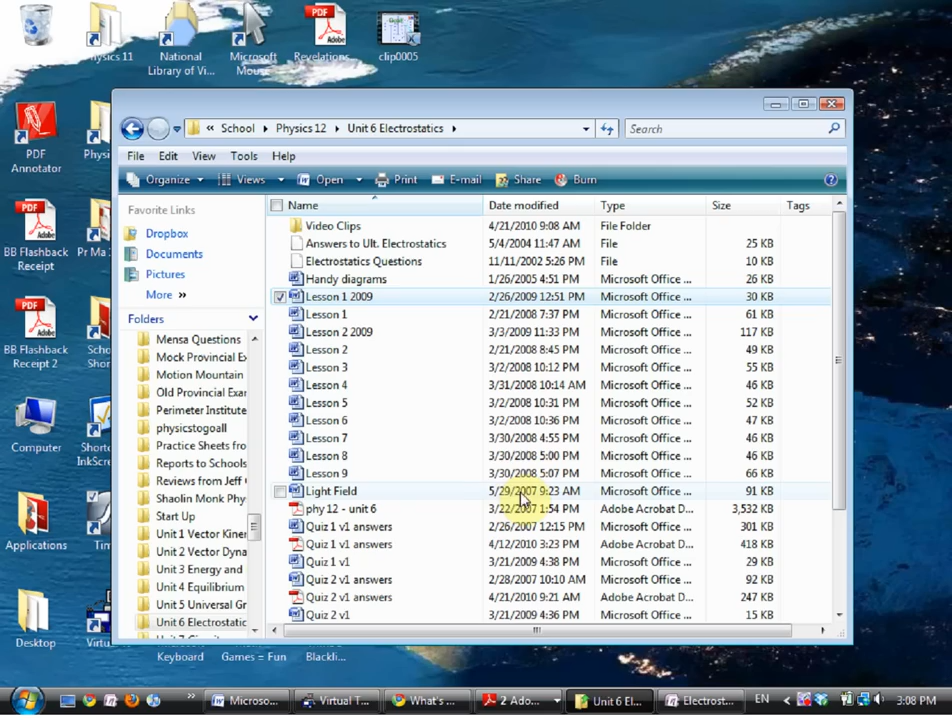 Physics 11
National
Library of Vi...
Microsoft
Mous
PDF
Adobe
Revelations
clip0005
PDF
Annotator
Physi
PDF
Adobe
BB Flashback
Receipt
Pr Ma
PDF
Adobe
BB Flashback
Receipt 2
Scho
Shor
Computer
Shortc
InkScre
Applications
Tim
Desktop
Virtu
Keyboard
Games = Fun
Blackli...
« School Physics 12 Unit 6 Electrostatics
Search
File Edit View Tools Help
Organize Views Open Print E-mail Share Burn
Favorite Links
Dropbox
Documents
Pictures
More »
Folders
Mensa Questions
Mock Provincial Ex
Motion Mountain
Old Provincial Exar
Perimeter Institute
physicstogoall
Practice Sheets fro
Reports to Schools
Reviews from Jeff
Shaolin Monk Phy
Start Up
Unit 1 Vector Kiner
Unit 2 Vector Dyna
Unit 3 Energy and
Unit 4 Equilibrium
Unit 5 Universal Gr
Unit 6 Electrostatic
Name Date modified Type Size Tags
Video Clips 4/21/2010 9:08 AM File Folder
Answers to Ult. Electrostatics 5/4/2004 11:47 AM File 25 KB
Electrostatics Questions 11/11/2002 5:26 PM File 10 KB
Handy diagrams 1/26/2005 4:51 PM Microsoft Office ... 44 KB
Lesson 1 2009 2/26/2009 12:51 PM Microsoft Office ... 30 KB
Lesson 1 2/21/2008 7:37 PM Microsoft Office ... 61 KB
Lesson 2 2009 3/3/2009 11:33 PM Microsoft Office ... 117 KB
Lesson 2 2/21/2008 8:45 PM Microsoft Office ... 49 KB
Lesson 3 3/2/2008 10:12 PM Microsoft Office ... 55 KB
Lesson 4 3/31/2008 10:14 AM Microsoft Office ... 46 KB
Lesson 5 3/2/2008 10:31 PM Microsoft Office ... 52 KB
Lesson 6 3/2/2008 10:36 PM Microsoft Office ... 47 KB
Lesson 7 3/30/2008 4:55 PM Microsoft Office ... 46 KB
Lesson 8 3/30/2008 5:00 PM Microsoft Office ... 46 KB
Lesson 9 3/30/2008 5:07 PM Microsoft Office ... 66 KB
Light Field 5/29/2007 9:23 AM Microsoft Office ... 91 KB
phy 12 - unit 6 3/22/2007 1:54 PM Adobe Acrobat D... 3,532 KB
Quiz 1 v1 answers 2/26/2007 12:15 PM Microsoft Office ... 301 KB
Quiz 1 v1 answers 4/12/2010 3:23 PM Adobe Acrobat D... 418 KB
Quiz 1 v1 3/21/2009 4:38 PM Microsoft Office ... 29 KB
Quiz 2 v1 answers 2/28/2007 10:10 AM Microsoft Office ... 92 KB
Quiz 2 v1 answers 4/21/2010 9:21 AM Adobe Acrobat D... 247 KB
Quiz 2 v1 3/21/2009 4:36 PM Microsoft Office ... 15 KB
Microso... Virtual T... What's ... 2 Ado... Unit 6 El... Electrost... EN 3:08 PM